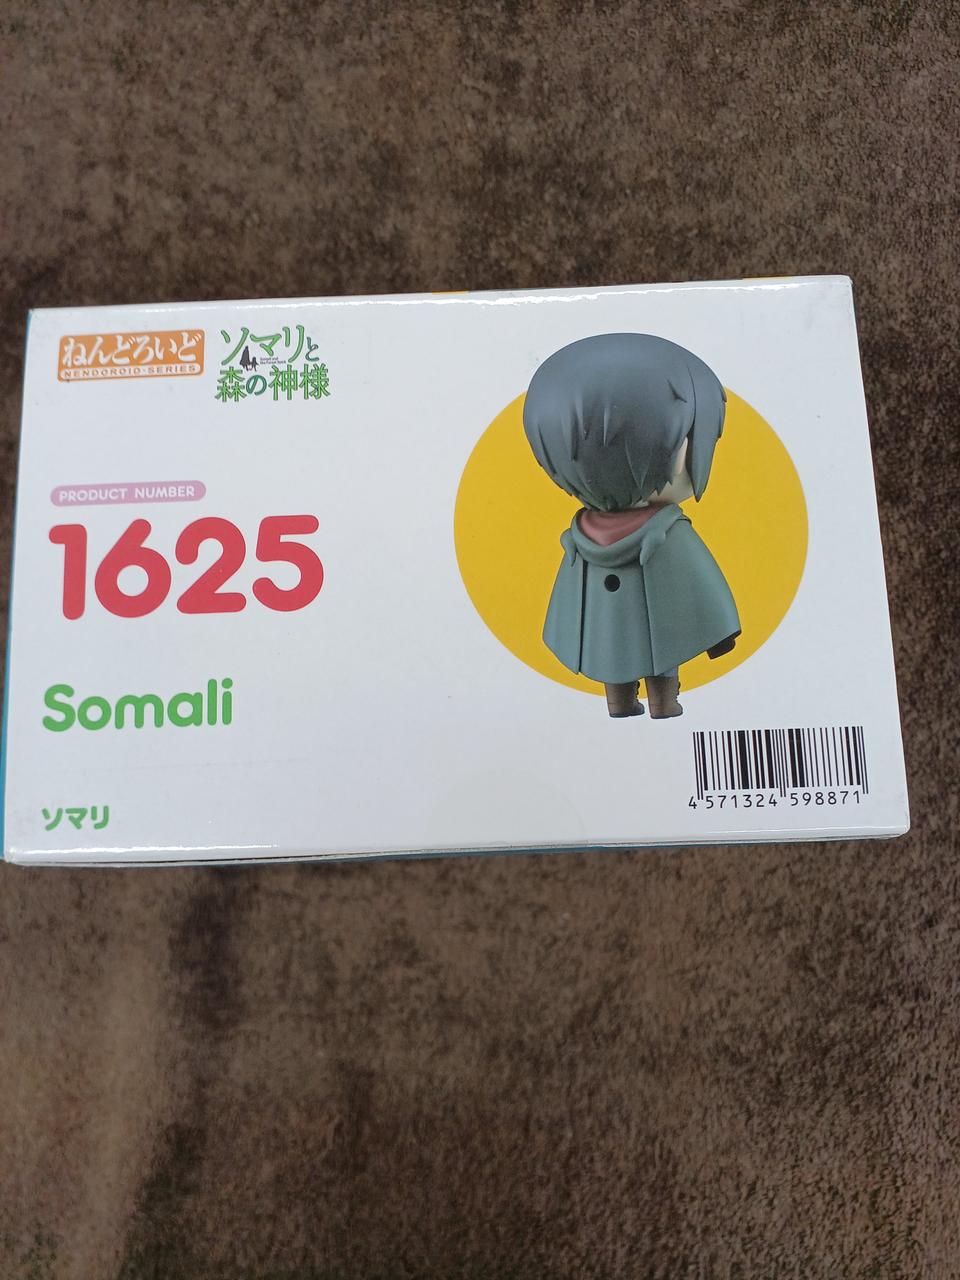 ねんどろいど
NENDOROID-SERIES
ソマリと
森の神様
PRODUCT NUMBER
1625
Somali
ソマリ
4 571324 598871